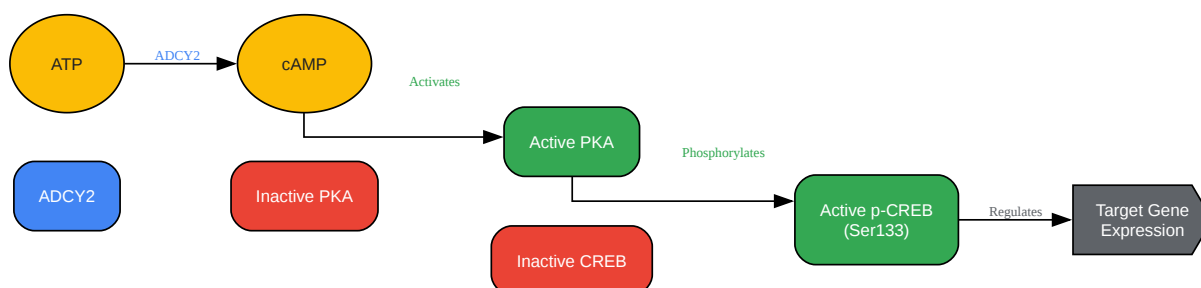 ATP
ADCY2
cAMP
Activates
Active PKA
Phosphorylates
ADCY2
Inactive PKA
Active p-CREB
(Ser133)
Regulates
Target Gene
Expression
Inactive CREB